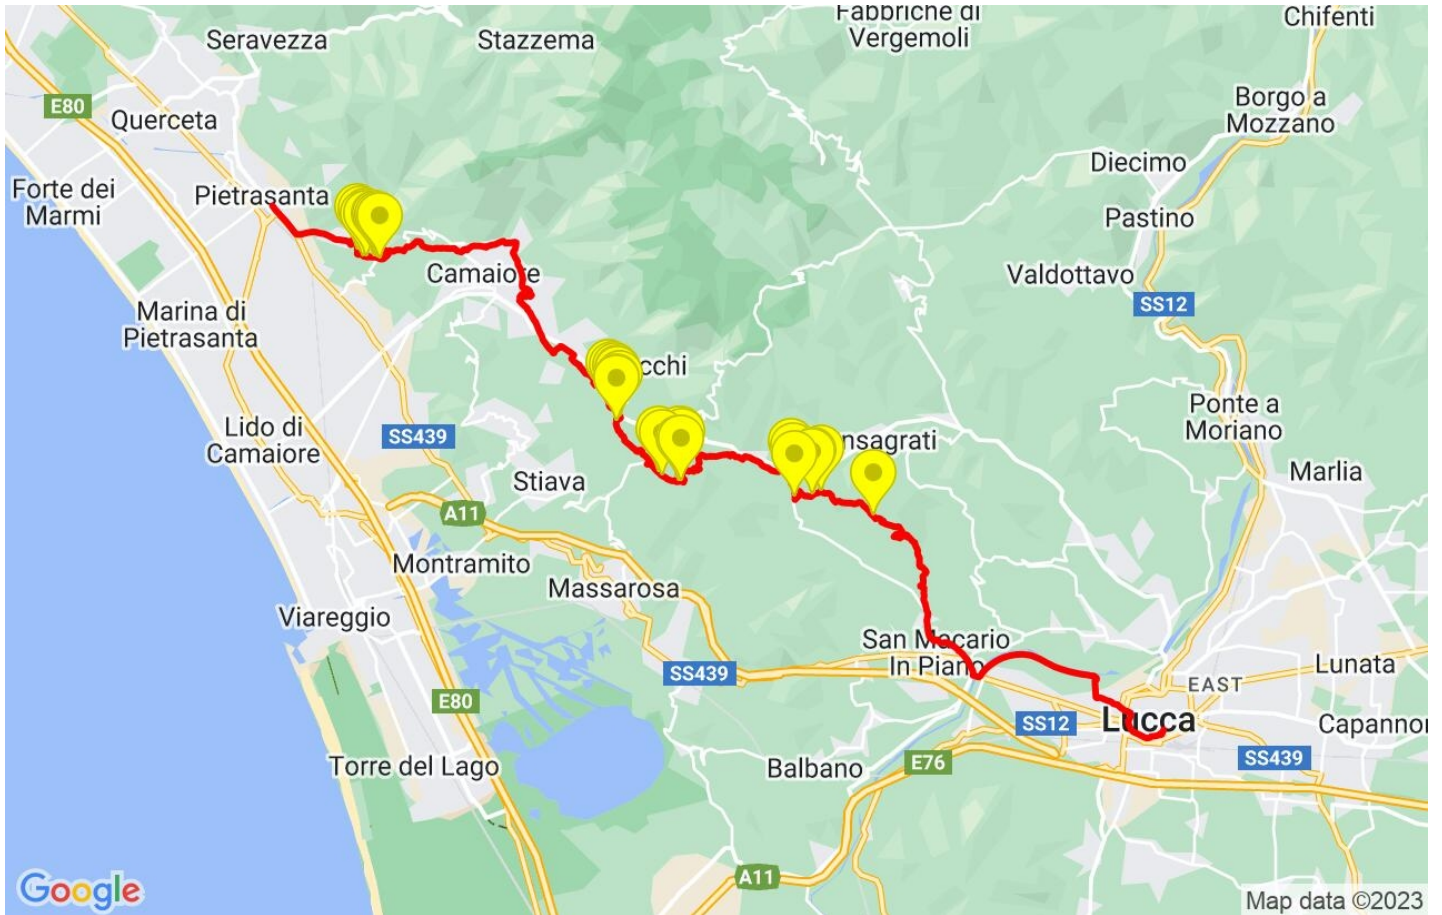 Fabbriche di
Vergemoli
Chifenti
Seravezza
Stazzema
E80
Querceta
Borgo a
Mozzano
Diecimo
Forte dei
Marmi
Pietrasanta
Pastino
Camaiore
Valdottavo
SS12
Marina di
Pietrasanta
cchi
Ponte a
Moriano
Lido di
Camaiore
SS439
nsagrati
Marlia
Stiava
A11
Montramito
Massarosa
Viareggio
San Macario
In Piano
SS439
Lunata
EAST
E80
SS12
Lucca
Capannor
Torre del Lago
Balbano
E76
SS439
A11
Google
Map data ©2023